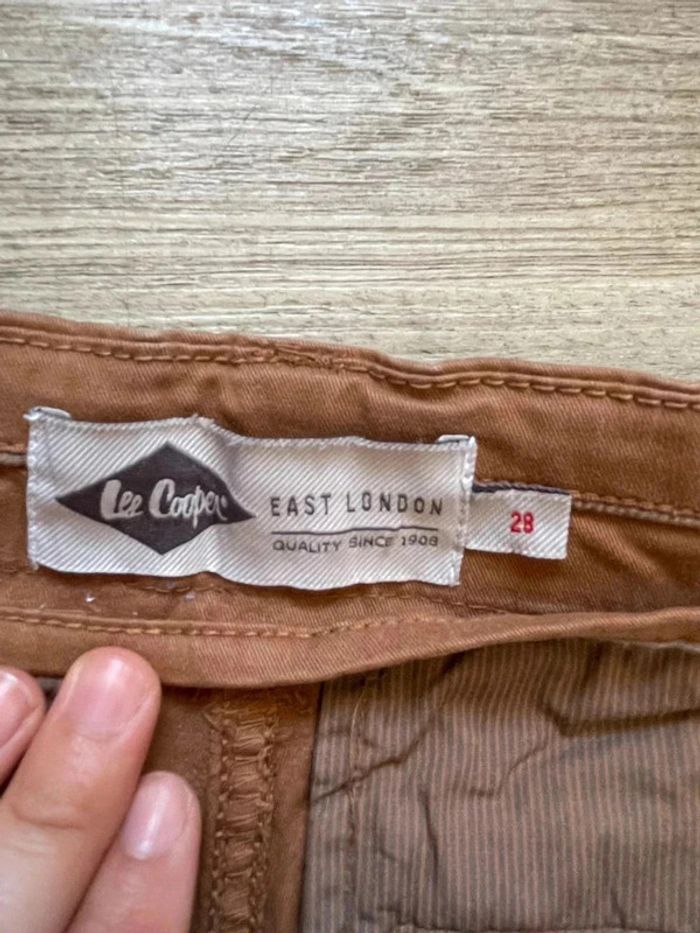 Lee Cooper
EAST LONDON
QUALITY SINCE 1908
28